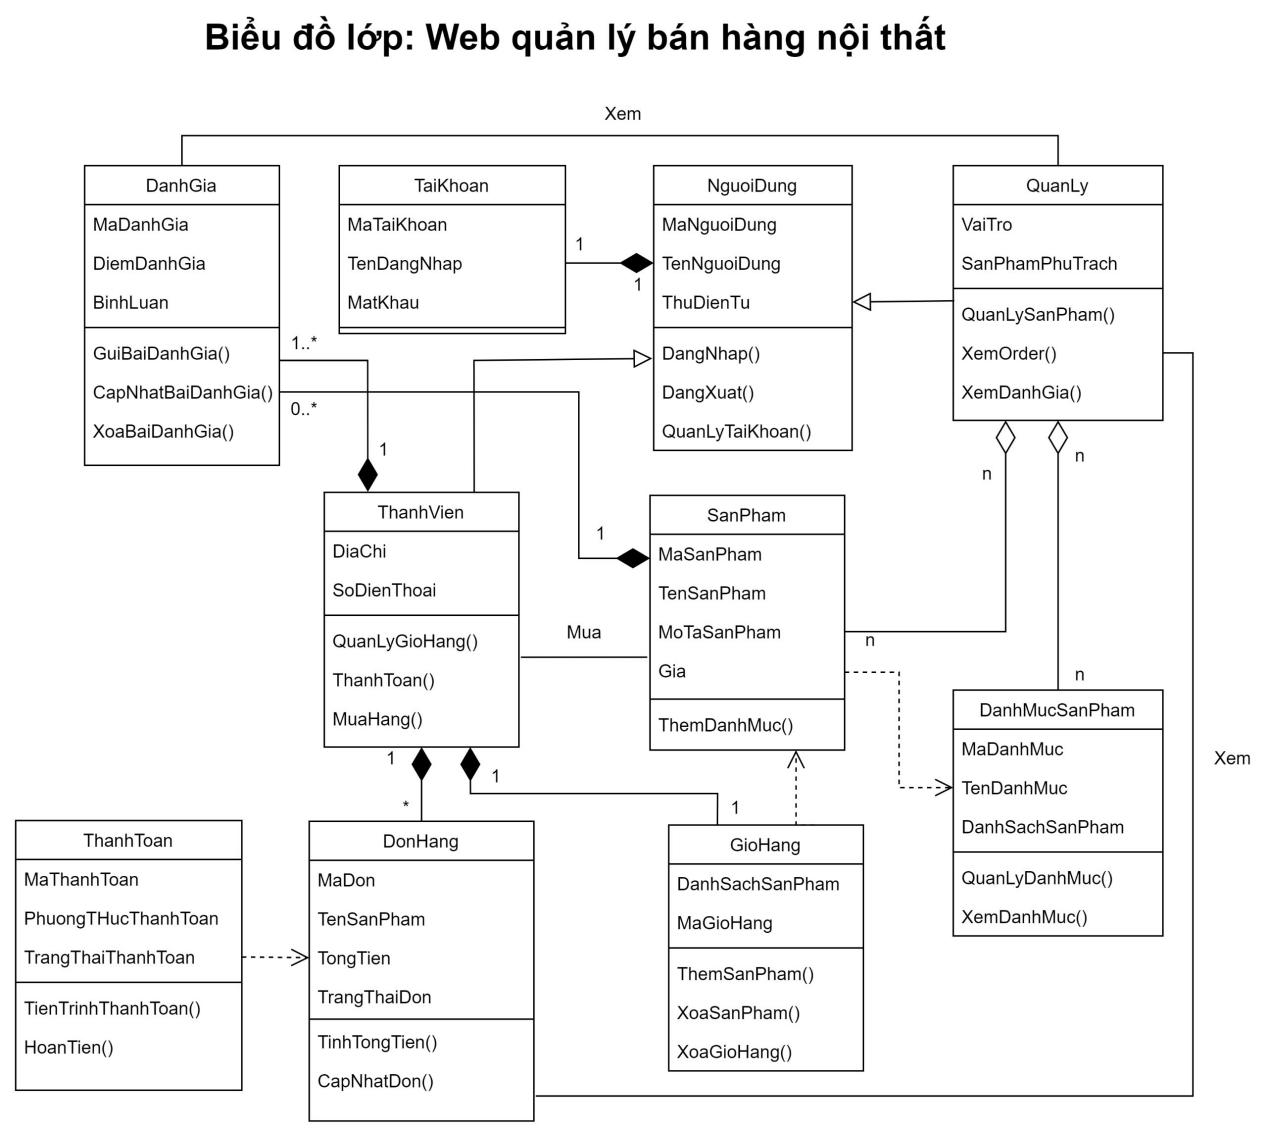 Biểu đồ lớp: Web quản lý bán hàng nội thất
Xem
DanhGia
MaDanhGia
DiemDanhGia
BinhLuan
GuiBaiDanhGia()
CapNhatBaiDanhGia()
XoaBaiDanhGia()
TaiKhoan
MaTaiKhoan
TenDangNhap
MatKhau
1
1
NguoiDung
MaNguoiDung
TenNguoiDung
ThuDienTu
DangNhap()
DangXuat()
QuanLyTaiKhoan()
QuanLy
VaiTro
SanPhamPhuTrach
QuanLySanPham()
XemOrder()
XemDanhGia()
1..*
0..*
1
1
n
n
ThanhVien
DiaChi
SoDienThoai
QuanLyGioHang()
ThanhToan()
MuaHang()
Mua
SanPham
MaSanPham
TenSanPham
MoTaSanPham
Gia
ThemDanhMuc()
n
n
DanhMucSanPham
MaDanhMuc
TenDanhMuc
DanhSachSanPham
QuanLyDanhMuc()
XemDanhMuc()
Xem
1
*
1
1
ThanhToan
MaThanhToan
PhuongTHucThanhToan
TrangThaiThanhToan
TienTrinhThanhToan()
HoanTien()
DonHang
MaDon
TenSanPham
TongTien
TrangThaiDon
TinhTongTien()
CapNhatDon()
GioHang
DanhSachSanPham
MaGioHang
ThemSanPham()
XoaSanPham()
XoaGioHang()